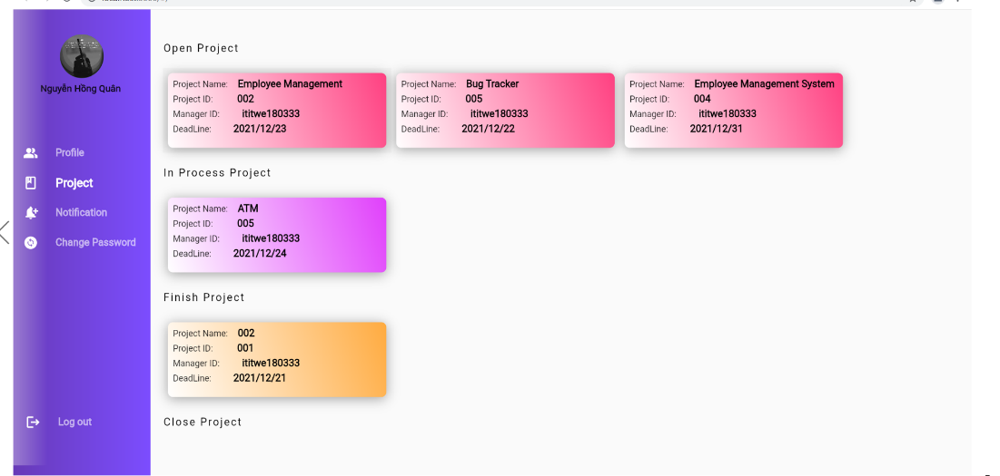 Nguyễn Hồng Quân
Profile
Project
Notification
Change Password
Log out
Open Project
Project Name: Employee Management
Project ID: 002
Manager ID: ititwe180333
DeadLine: 2021/12/23
Project Name: Bug Tracker
Project ID: 005
Manager ID: ititwe180333
DeadLine: 2021/12/22
Project Name: Employee Management System
Project ID: 004
Manager ID: ititwe180333
DeadLine: 2021/12/31
In Process Project
Project Name: ATM
Project ID: 005
Manager ID: ititwe180333
DeadLine: 2021/12/24
Finish Project
Project Name: 002
Project ID: 001
Manager ID: ititwe180333
DeadLine: 2021/12/21
Close Project